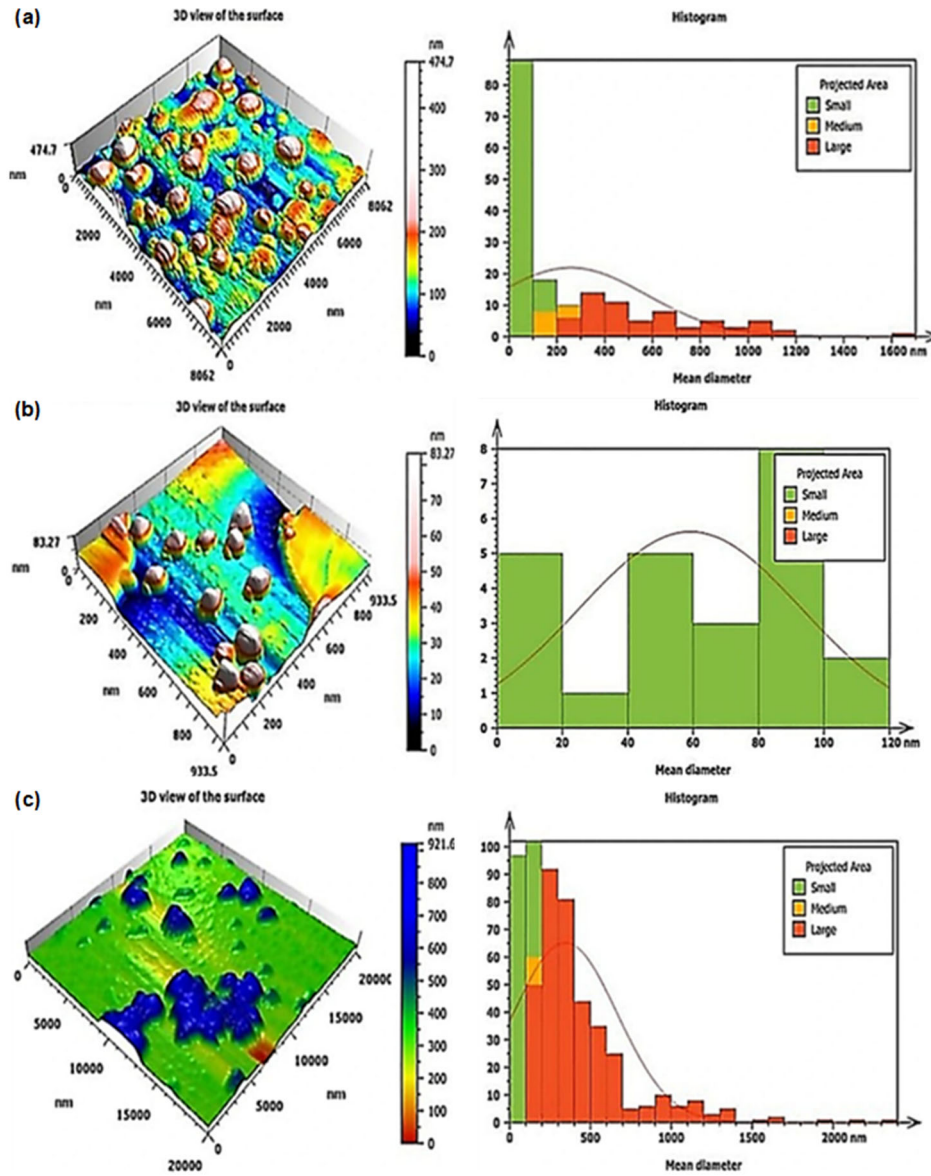 (a)
3D view of the surface
nm
474.7
400
300
200
100
0
474.7
nm
0
2000
4000
nm
6000
8062
0
2000
nm
4000
6000
8062
Histogram
80
70
60
50
40
30
20
10
0
Projected Area
Small
Medium
Large
0 200 400 600 800 1000 1200 1600 nm
Mean diameter
(b)
3D view of the surface
nm
83.27
70
60
50
40
30
20
10
0
83.27
nm
0
200
400
nm
600
800
933.5
0
200
nm
400
600
800
933.5
Histogram
8
7
6
5
4
3
2
1
0
Projected Area
Small
Medium
Large
0 20 40 60 80 100 120 nm
Mean diameter
(c)
3D view of the surface
nm
921.6
800
700
600
500
400
300
200
100
0
0
5000
10000
nm
15000
20000
0
5000
nm
10000
15000
20000
Histogram
100
90
80
70
60
50
40
30
20
10
0
Projected Area
Small
Medium
Large
0 500 1000 1500 2000 nm
Mean diameter